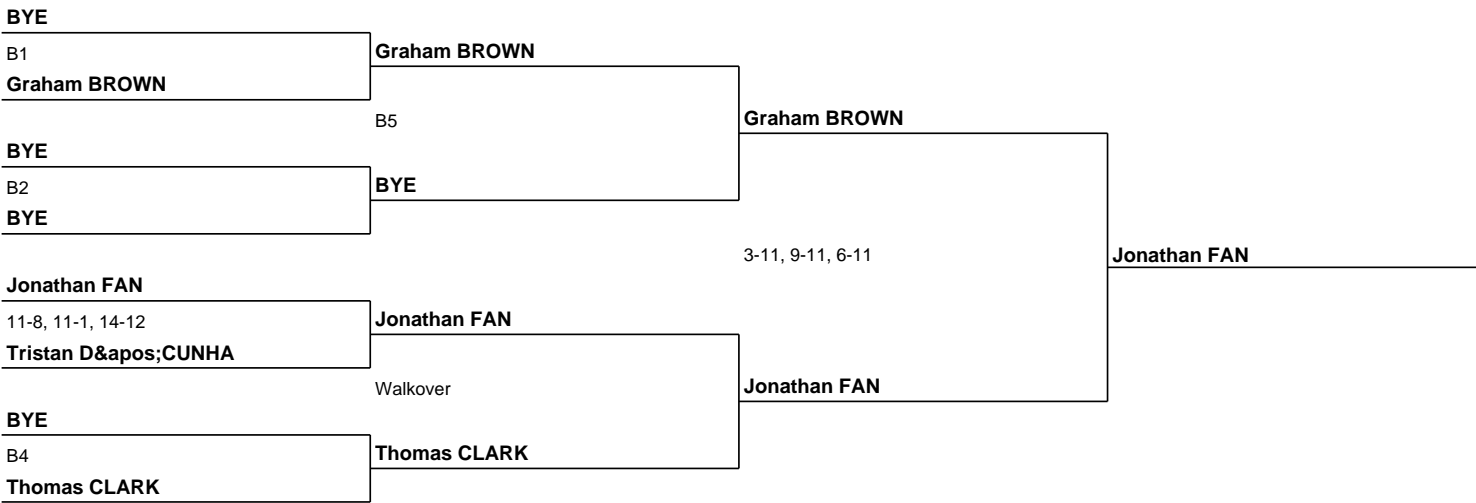 BYE
B1
Graham BROWN
Graham BROWN
B5
Graham BROWN
BYE
B2
BYE
BYE
3-11, 9-11, 6-11
Jonathan FAN
Jonathan FAN
11-8, 11-1, 14-12
Jonathan FAN
Tristan D&apos;CUNHA
Walkover
Jonathan FAN
BYE
B4
Thomas CLARK
Thomas CLARK